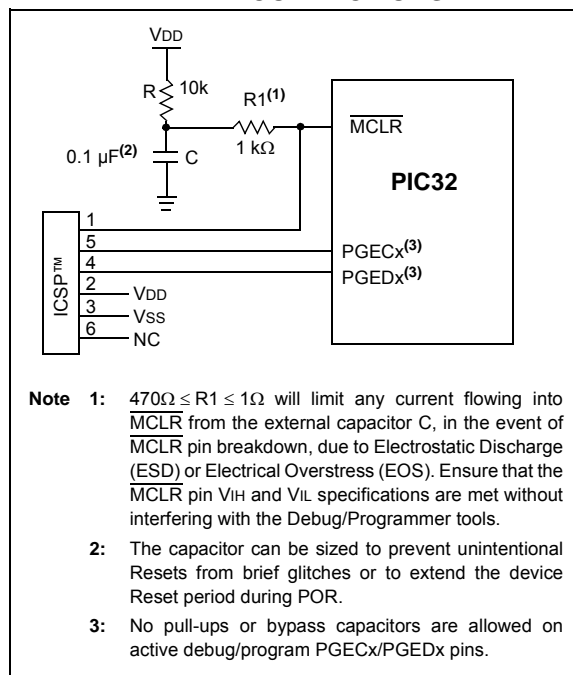 VDD
R 10k
R1(1)
1 kΩ
0.1 µF(2) C
MCLR
PIC32
1
5
4
2
3
6
ICSP™
PGECx(3)
PGEDx(3)
VDD
VSS
NC
Note 1: 470Ω ≤ R1 ≤ 1Ω will limit any current flowing into
MCLR from the external capacitor C, in the event of
MCLR pin breakdown, due to Electrostatic Discharge
(ESD) or Electrical Overstress (EOS). Ensure that the
MCLR pin VIH and VIL specifications are met without
interfering with the Debug/Programmer tools.
2: The capacitor can be sized to prevent unintentional
Resets from brief glitches or to extend the device
Reset period during POR.
3: No pull-ups or bypass capacitors are allowed on
active debug/program PGECx/PGEDx pins.